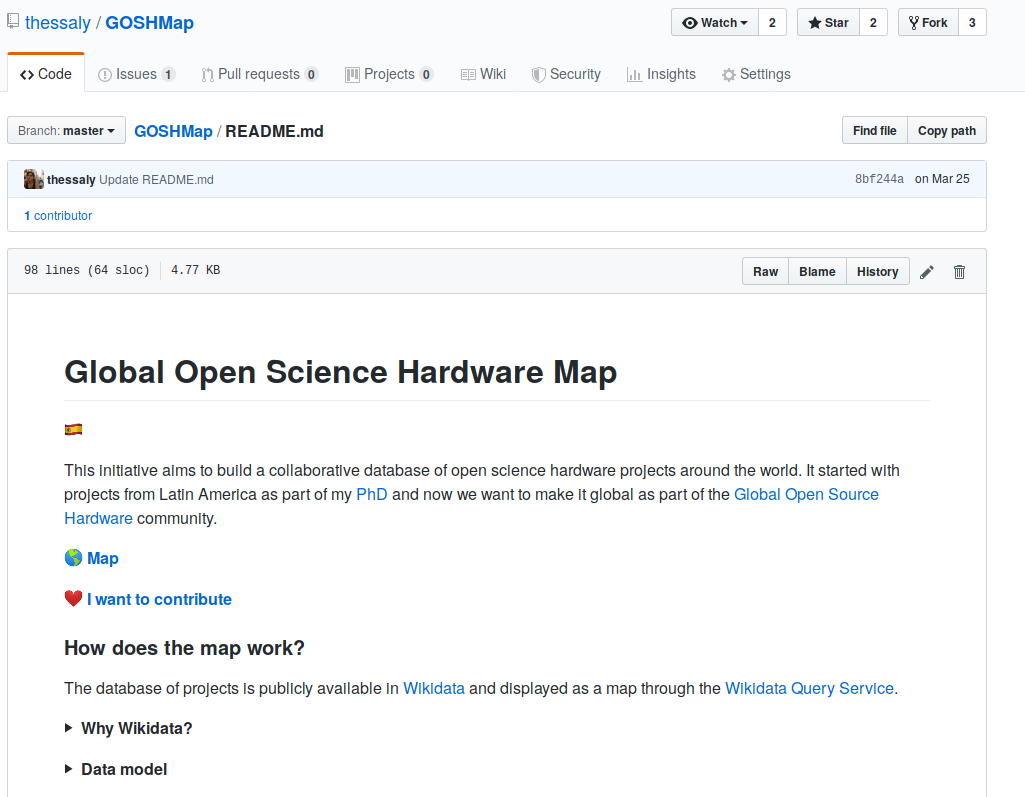 thessaly / GOSHMap
Watch 2 Star 2 Fork 3
Code Issues 1 Pull requests 0 Projects 0 Wiki Security Insights Settings
Branch: master GOSHMap / README.md Find file Copy path
thessaly Update README.md 8bf244a on Mar 25
1 contributor
98 lines (64 sloc) 4.77 KB Raw Blame History
Global Open Science Hardware Map
This initiative aims to build a collaborative database of open science hardware projects around the world. It started with
projects from Latin America as part of my PhD and now we want to make it global as part of the Global Open Source
Hardware community.
Map
I want to contribute
How does the map work?
The database of projects is publicly available in Wikidata and displayed as a map through the Wikidata Query Service.
Why Wikidata?
Data model